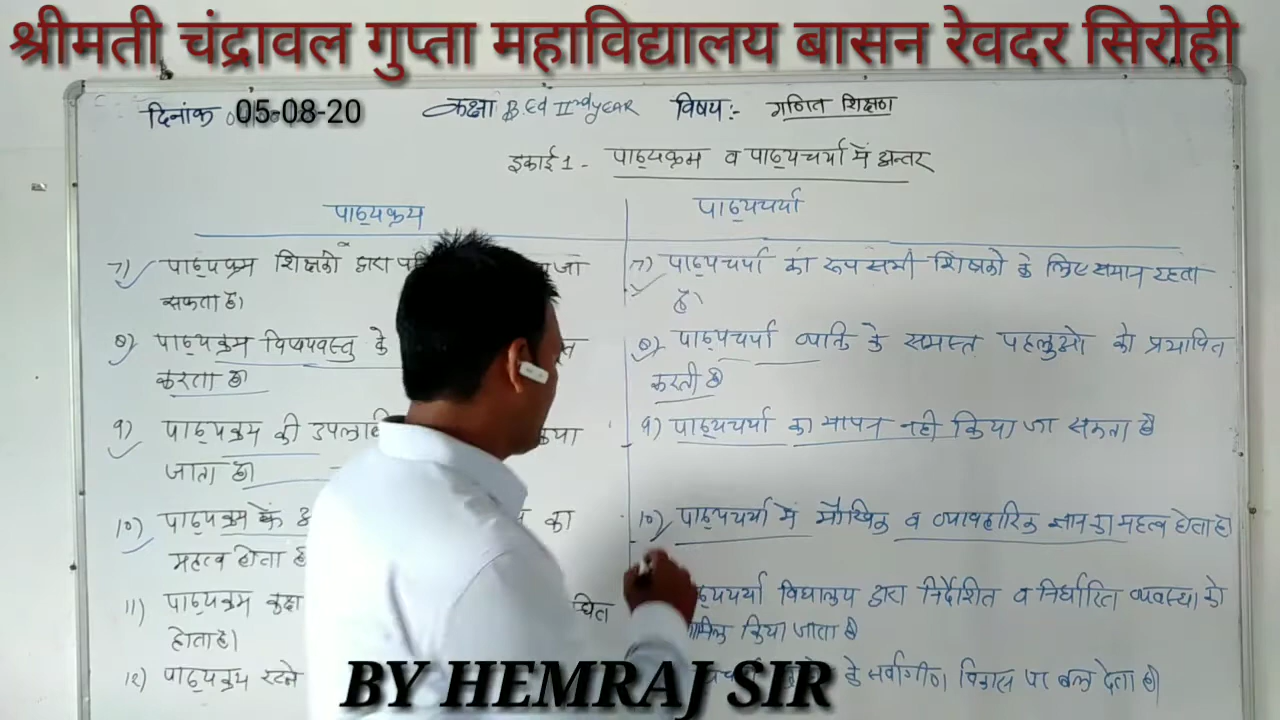 श्रीमती चंद्रावल गुप्ता महाविद्यालय बासन रेवदर सिरोही
दिनांक 05-08-20 कक्षा B.Ed IInd year विषय:- गणित शिक्षण
इकाई 1 - पाठ्यक्रम व पाठ्यचर्या में अन्तर
पाठ्यक्रम पाठ्यचर्या
7) पाठ्यक्रम शिक्षकों द्वारा जा
सकता है।
7) पाठ्यचर्या का रूप सभी शिक्षको के लिए समान रहता
है।
8) पाठ्यक्रम विषयवस्तु के
करता है।
8) पाठ्यचर्या व्यक्ति के समस्त पहलुओ को प्रभावित
करती है
9) पाठ्यक्रम की
जाता है।
9) पाठ्यचर्या का मापन नही किया जा सकता है
10) पाठ्यक्रम के का
महत्व होता है
10) पाठ्यचर्या में मौखिक व व्यावहारिक ज्ञान का महत्व होता है।
11) पाठ्यक्रम कक्षा
होता है।
पाठ्यचर्या विद्यालय द्वारा निर्देशित व निर्धारित व्यवस्था को
किया जाता है
12) पाठ्यक्रम रटने
के सर्वांगीण विकास पर बल देता है।
BY HEMRAJ SIR